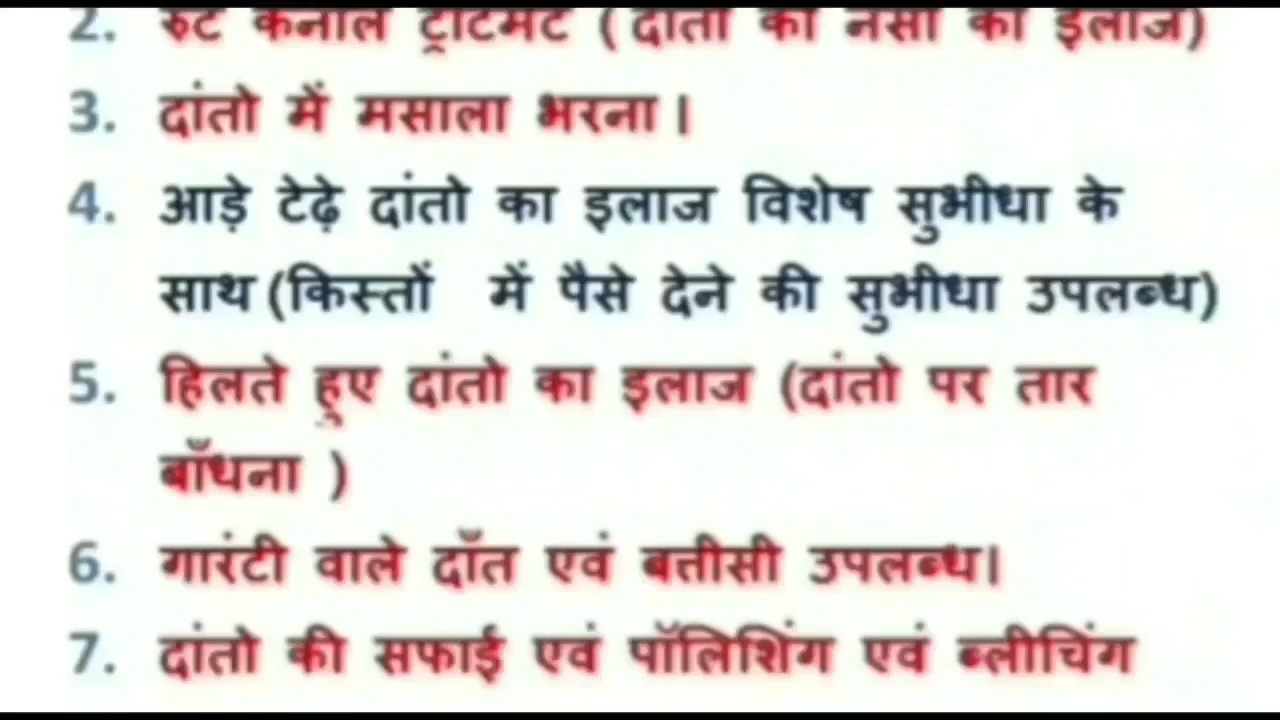 2. रुट कनाल ट्रीटमेंट (दांतो की नसों का इलाज)
3. दांतो में मसाला भरना।
4. आड़े टेढ़े दांतो का इलाज विशेष सुभीधा के
साथ (किस्तों में पैसे देने की सुभीधा उपलब्ध)
5. हिलते हुए दांतो का इलाज (दांतो पर तार
बॉंधना )
6. गारंटी वाले दॉंत एवं बत्तीसी उपलब्ध।
7. दांतो की सफाई एवं पॉलिशिंग एवं ब्लीचिंग